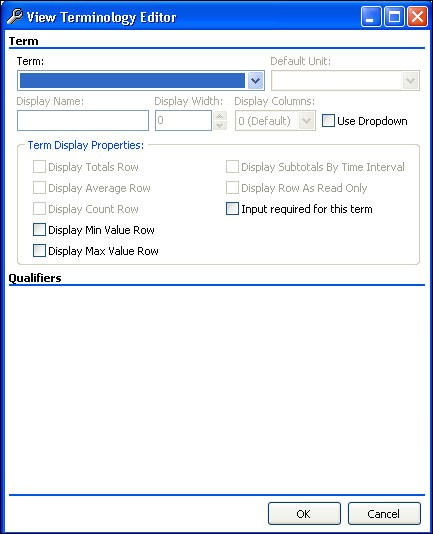 View Terminology Editor
Term
Term: Default Unit:
Display Name: Display Width: Display Columns:
0 0 (Default) Use Dropdown
Term Display Properties:
Display Totals Row Display Subtotals By Time Interval
Display Average Row Display Row As Read Only
Display Count Row Input required for this term
Display Min Value Row
Display Max Value Row
Qualifiers
OK Cancel